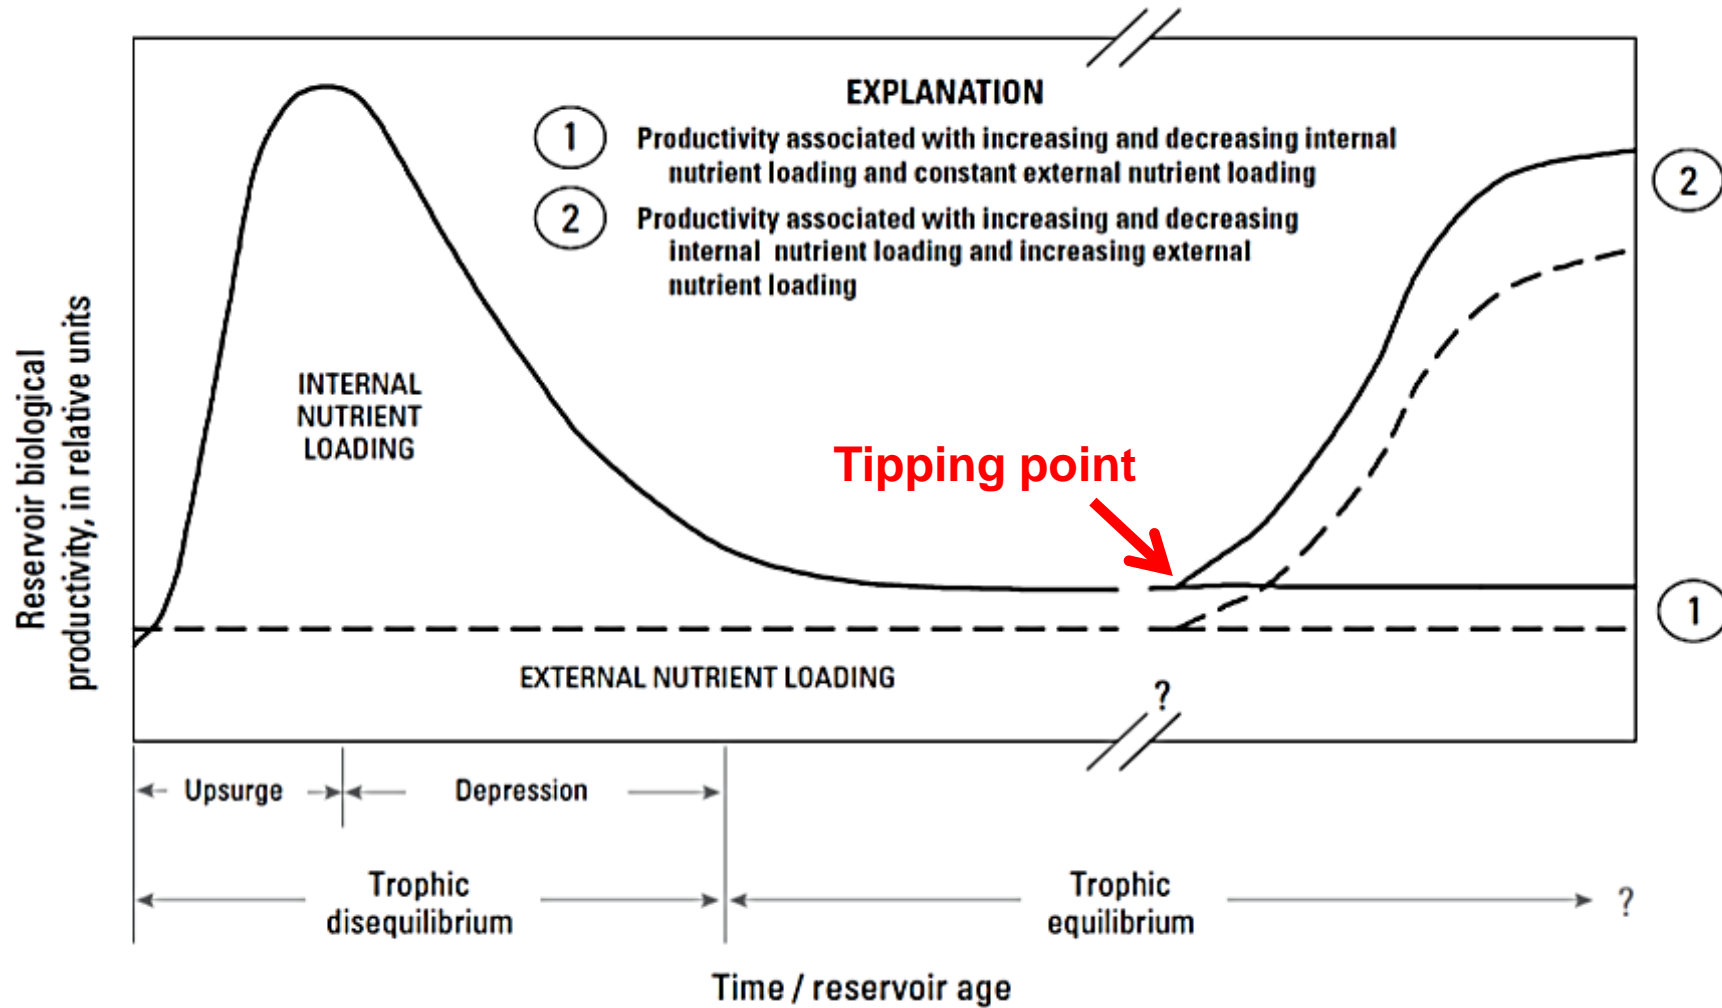 EXPLANATION
1 Productivity associated with increasing and decreasing internal
nutrient loading and constant external nutrient loading
2 Productivity associated with increasing and decreasing
internal nutrient loading and increasing external
nutrient loading
2
Reservoir biological
productivity, in relative units
INTERNAL
NUTRIENT
LOADING
Tipping point
1
EXTERNAL NUTRIENT LOADING
?
Upsurge
Depression
Trophic
disequilibrium
Trophic
equilibrium
?
Time / reservoir age